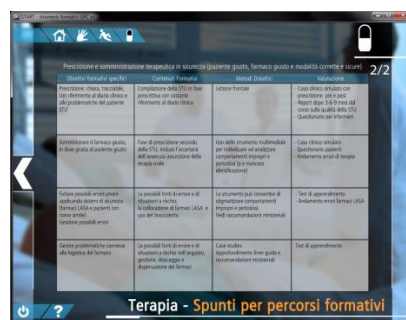 START - strumenti formativi
Prescrizione e somministrazione terapeutica in sicurezza (paziente giusto, farmaco giusto e modalità corrette e sicure)
2/2
Obiettivi formativi specifici
Contenuti formativi
Metodi Didattici
Valutazione
Prescrizione: chiara, tracciabile,
con riferimento al diario clinico e
alle problematiche del paziente
STU
Compilazione della STU in fase
prescrittiva con costante
riferimento al diario clinico
Lezione frontale
- Caso clinico simulato con
prescrizione pre e post
- Report dopo 3-6-9 mesi dal
corso sulla qualità della STU
- Questionario per infermieri
Somministrare il farmaco giusto,
in dose giusta al paziente giusto
Fase di prescrizione secondo
della STU, incluso l'accertarsi
dell'avvenuta assunzione della
terapia orale
Uso dello strumento multimediale
per individuare ed analizzare
comportamenti impropri e
pericolosi (p.e mancata
identificazione)
- Caso clinico simulato
- Questionario pazienti
- Andamento errori di terapia
Evitare possibili errori umani
applicando sistemi di sicurezza
(farmaci LASA e pazienti con
nome simile)
Gestione possibili errori
Le possibili fonti di errore e di
situazioni a rischio;
la collocazione di farmaci LASA e
uso del braccialetto
Lo strumento può consentire di
stigmatizzare comportamenti
impropri e pericolosi.
Vedi raccomandazioni ministeriali
- Test di apprendimento
- Andamento errori farmaci LASA
Gestire problematiche connesse
alla logistica del farmaco
Le possibili fonti di errore e di
situazioni a rischio nell'acquisto,
gestione, stoccaggio e
dispensazione dei farmaci
Case studies
Approfondimento linee guida e
raccomandazioni ministeriali
Test di apprendimento
?
Terapia - Spunti per percorsi formativi